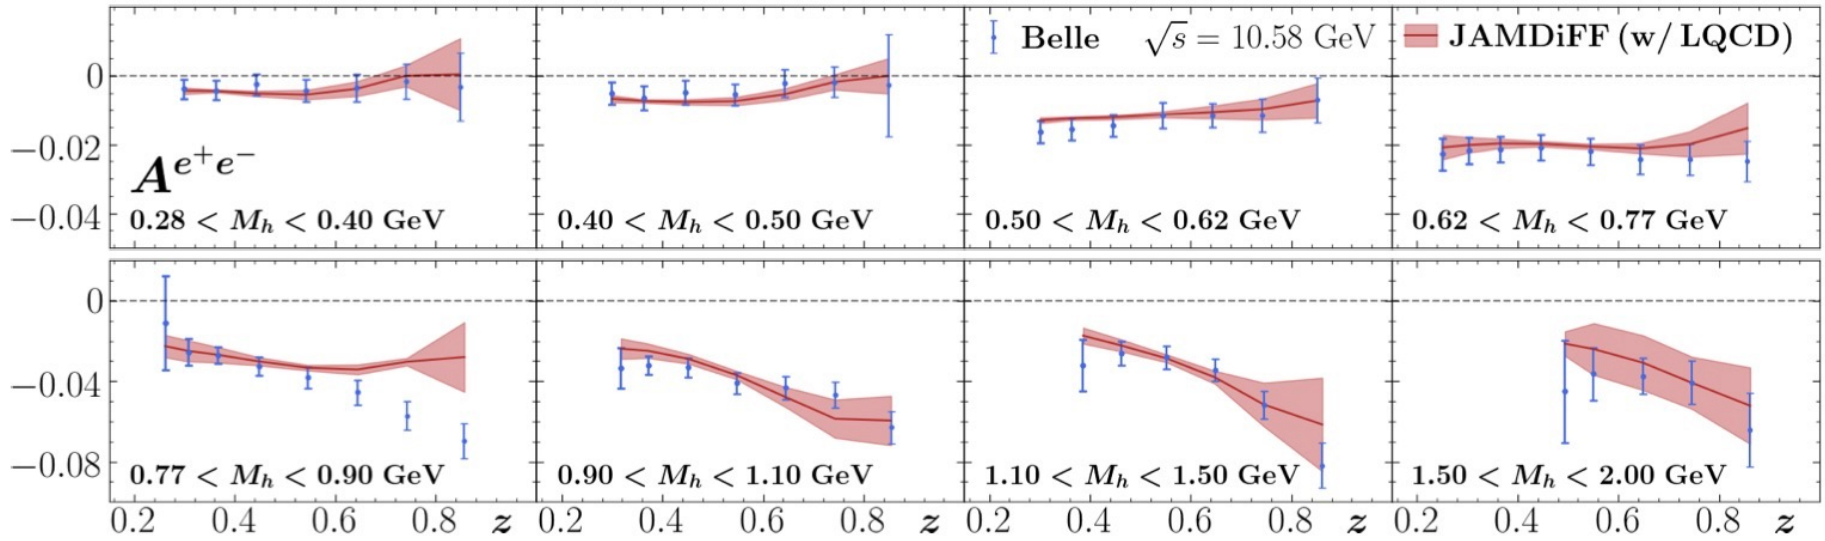 Belle √s = 10.58 GeV JAMDiFF (w/ LQCD)
0
−0.02
−0.04
A^{e⁺e⁻}
0.28 < M_h < 0.40 GeV
0.40 < M_h < 0.50 GeV
0.50 < M_h < 0.62 GeV
0.62 < M_h < 0.77 GeV
0
−0.04
−0.08
0.77 < M_h < 0.90 GeV
0.90 < M_h < 1.10 GeV
1.10 < M_h < 1.50 GeV
1.50 < M_h < 2.00 GeV
0.2 0.4 0.6 0.8 z
0.2 0.4 0.6 0.8 z
0.2 0.4 0.6 0.8 z
0.2 0.4 0.6 0.8 z